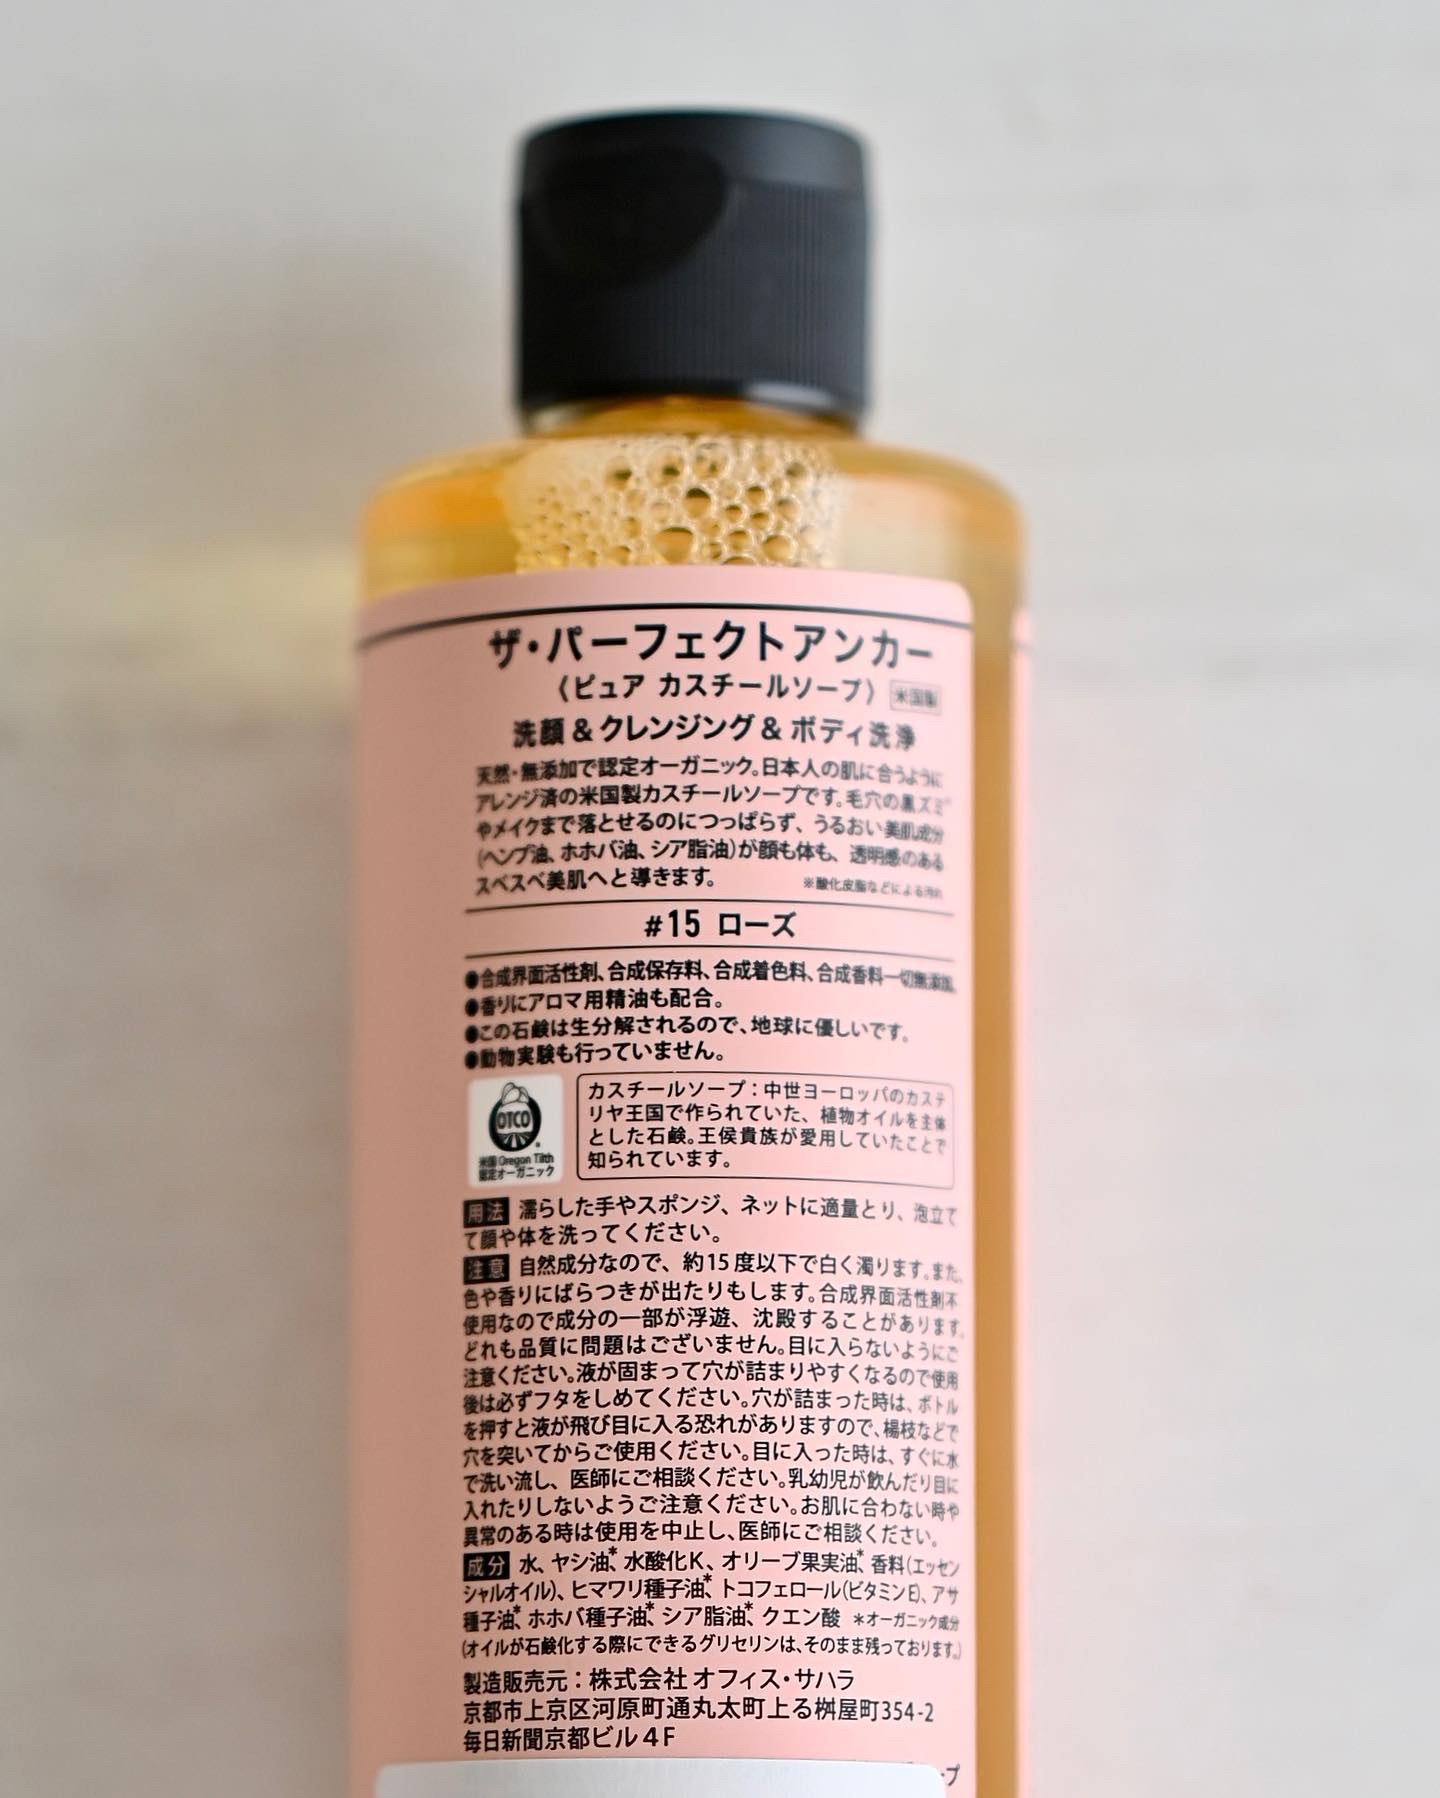 ザ・パーフェクトアンカー
〈ピュア カスチールソープ〉 米国製
洗顔＆クレンジング＆ボディ洗浄
天然・無添加で認定オーガニック。日本人の肌に合うように
アレンジ済の米国製カスチールソープです。毛穴の黒ズミ※
やメイクまで落とせるのにつっぱらず、うるおい美肌成分
(ヘンプ油、ホホバ油、シア脂油)が顔も体も、透明感のある
スベスベ美肌へと導きます。 ※酸化皮脂などによる汚れ
#15 ローズ
●合成界面活性剤、合成保存料、合成着色料、合成香料一切無添加。
●香りにアロマ用精油も配合。
●この石鹸は生分解されるので、地球に優しいです。
●動物実験も行っていません。
OTCO
米国Oregon Tilth
認定オーガニック
カスチールソープ：中世ヨーロッパのカステ
リヤ王国で作られていた、植物オイルを主体
とした石鹸。王侯貴族が愛用していたことで
知られています。
用法 濡らした手やスポンジ、ネットに適量とり、泡立て
て顔や体を洗ってください。
注意 自然成分なので、約15度以下で白く濁ります。また、
色や香りにばらつきが出たりもします。合成界面活性剤不
使用なので成分の一部が浮遊、沈殿することがあります。
どれも品質に問題はございません。目に入らないようにご
注意ください。液が固まって穴が詰まりやすくなるので使用
後は必ずフタをしめてください。穴が詰まった時は、ボトル
を押すと液が飛び目に入る恐れがありますので、楊枝などで
穴を突いてからご使用ください。目に入った時は、すぐに水
で洗い流し、医師にご相談ください。乳幼児が飲んだり目に
入れたりしないようご注意ください。お肌に合わない時や
異常のある時は使用を中止し、医師にご相談ください。
成分 水、ヤシ油*、水酸化K、オリーブ果実油*、香料(エッセン
シャルオイル)、ヒマワリ種子油*、トコフェロール(ビタミンE)、アサ
種子油*、ホホバ種子油*、シア脂油*、クエン酸 ＊オーガニック成分
(オイルが石鹸化する際にできるグリセリンは、そのまま残っております。)
製造販売元：株式会社 オフィス・サハラ
京都市上京区河原町通丸太町上る桝屋町354-2
毎日新聞京都ビル４F